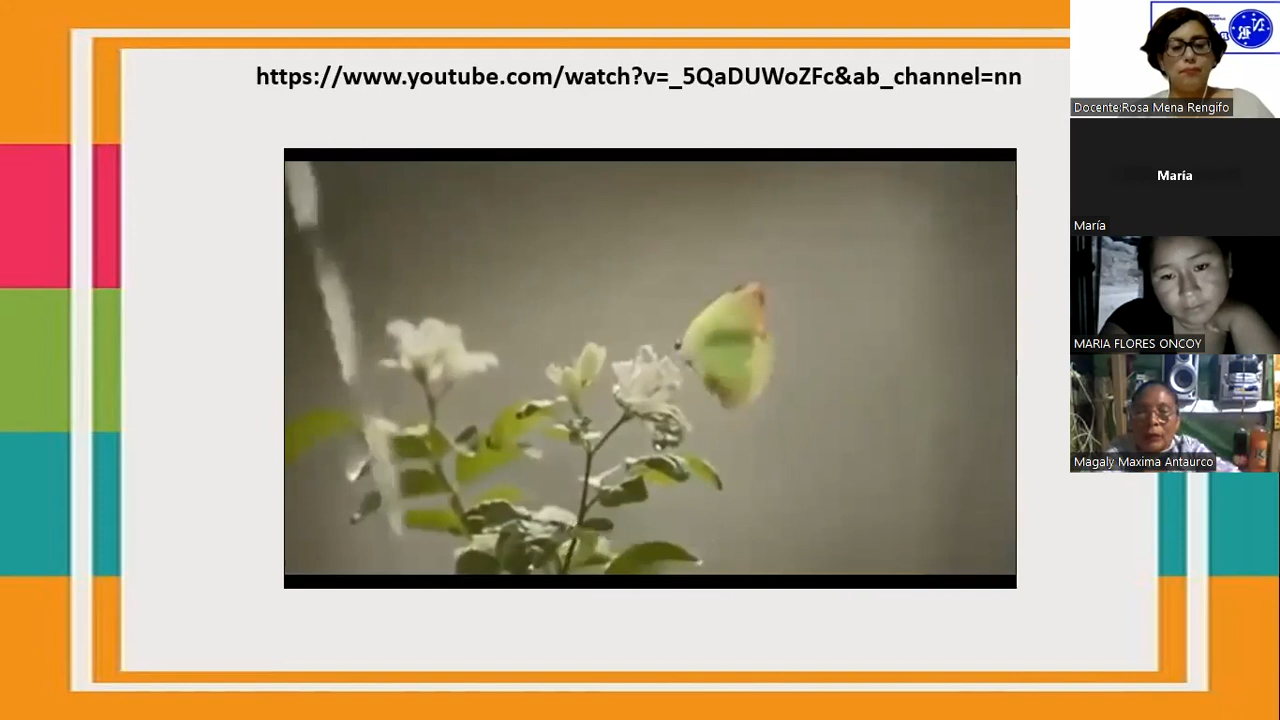 https://www.youtube.com/watch?v=_5QaDUWoZFc&ab_channel=nn
Docente:Rosa Mena Rengifo
María
María
MARIA FLORES ONCOY
Magaly Maxima Antaurco